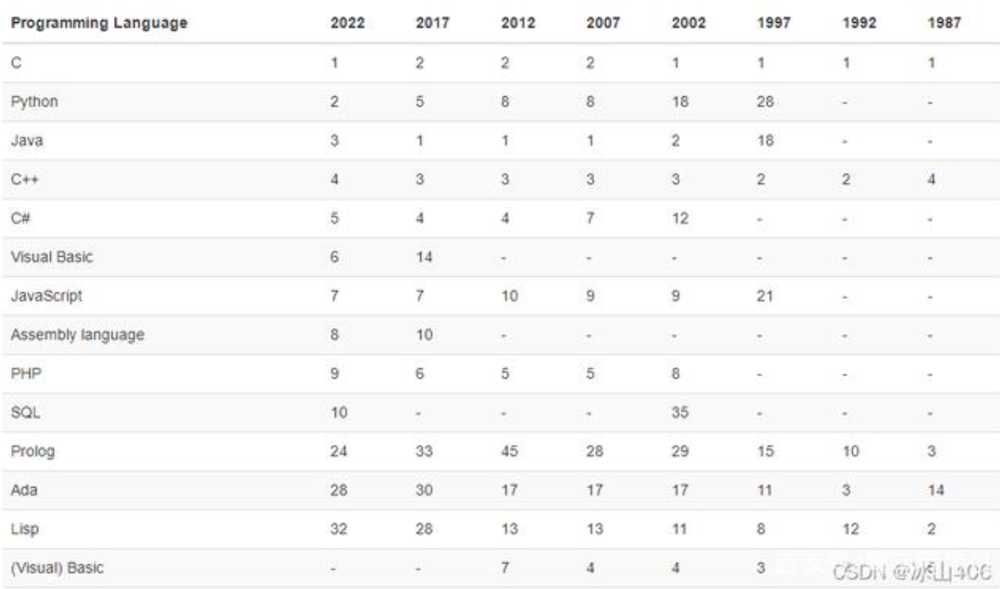 Programming Language 2022 2017 2012 2007 2002 1997 1992 1987
C 1 2 2 2 1 1 1 1
Python 2 5 8 8 18 28 - -
Java 3 1 1 1 2 18 - -
C++ 4 3 3 3 3 2 2 4
C# 5 4 4 7 12 - - -
Visual Basic 6 14 - - - - - -
JavaScript 7 7 10 9 9 21 - -
Assembly language 8 10 - - - - - -
PHP 9 6 5 5 8 - - -
SQL 10 - - - 35 - - -
Prolog 24 33 45 28 29 15 10 3
Ada 28 30 17 17 17 11 3 14
Lisp 32 28 13 13 11 8 12 2
(Visual) Basic - - 7 4 4 3
CSDN @冰山406